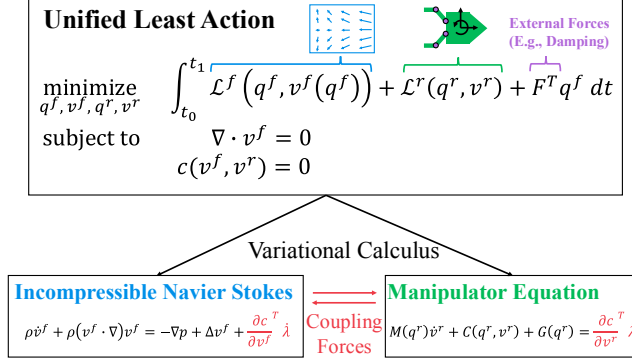 Unified Least Action
External Forces
(E.g., Damping)
minimize ∫_{t_0}^{t_1} ℒ^f (q^f, v^f(q^f)) + ℒ^r(q^r, v^r) + F^T q^f dt
q^f, v^f, q^r, v^r
subject to ∇ · v^f = 0
c(v^f, v^r) = 0
Variational Calculus
Incompressible Navier Stokes
ρv̇^f + ρ(v^f · ∇)v^f = −∇p + Δv^f + ∂c/∂v^f ^T λ̇
Coupling
Forces
Manipulator Equation
M(q^r)v̇^r + C(q^r, v^r) + G(q^r) = ∂c/∂v^r ^T